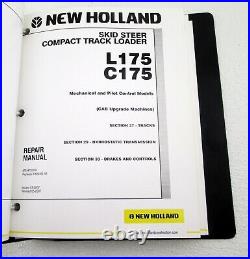 NEW HOLLAND
SKID STEER
COMPACT TRACK LOADER
L175
C175
Mechanical and Pilot Control Models
(CAB Upgrade Machines)
SECTION 27 - TRACKS
SECTION 29 - HYDROSTATIC TRANSMISSION
SECTION 33 - BRAKES AND CONTROLS
REPAIR
MANUAL
NEW HOLLAND